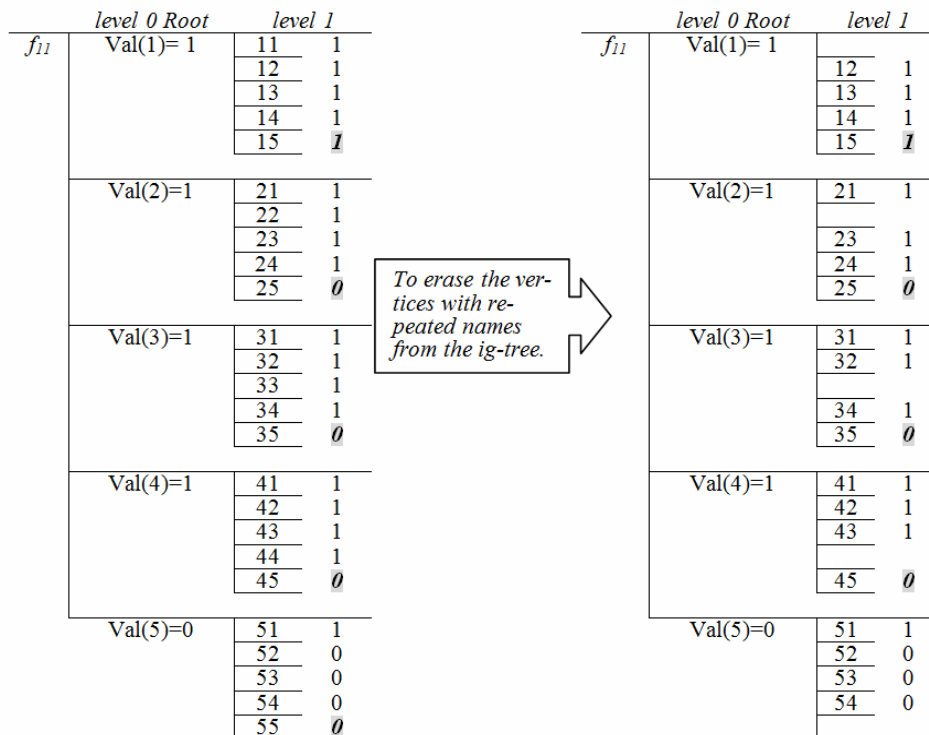 level 0 Root level 1 level 0 Root level 1
f11 Val(1)= 1 11 1 f11 Val(1)= 1
12 1 12 1
13 1 13 1
14 1 14 1
15 1 15 1
Val(2)=1 21 1 Val(2)=1 21 1
22 1
23 1 23 1
24 1 24 1
25 0 25 0
To erase the ver-
tices with re-
peated names
from the ig-tree.
Val(3)=1 31 1 Val(3)=1 31 1
32 1 32 1
33 1
34 1 34 1
35 0 35 0
Val(4)=1 41 1 Val(4)=1 41 1
42 1 42 1
43 1 43 1
44 1
45 0 45 0
Val(5)=0 51 1 Val(5)=0 51 1
52 0 52 0
53 0 53 0
54 0 54 0
55 0